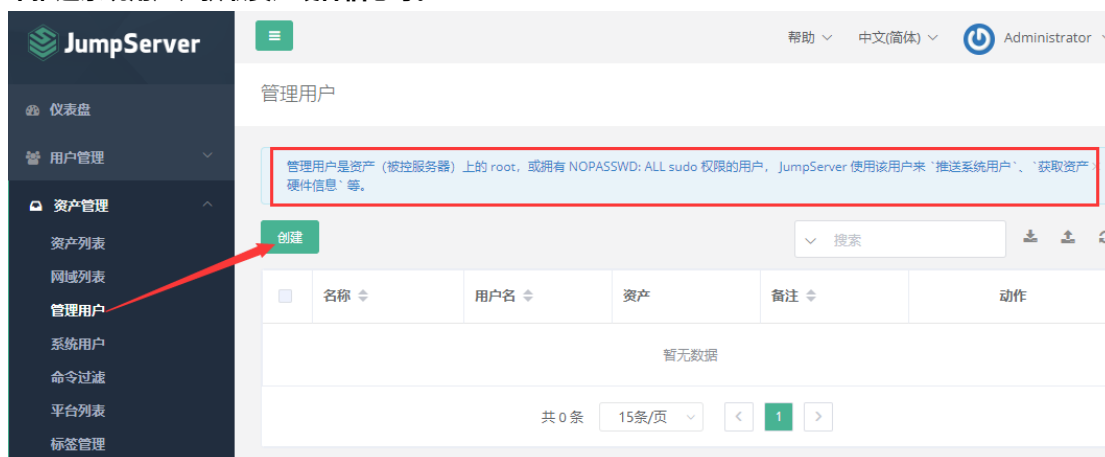 JumpServer
帮助
中文(简体)
Administrator
仪表盘
用户管理
资产管理
资产列表
网域列表
管理用户
系统用户
命令过滤
平台列表
标签管理
管理用户
管理用户是资产（被控服务器）上的 root，或拥有 NOPASSWD: ALL sudo 权限的用户， JumpServer 使用该用户来 `推送系统用户`、`获取资产
硬件信息` 等。
创建
搜索
名称 用户名 资产 备注 动作
暂无数据
共 0 条 15条/页 < 1 >